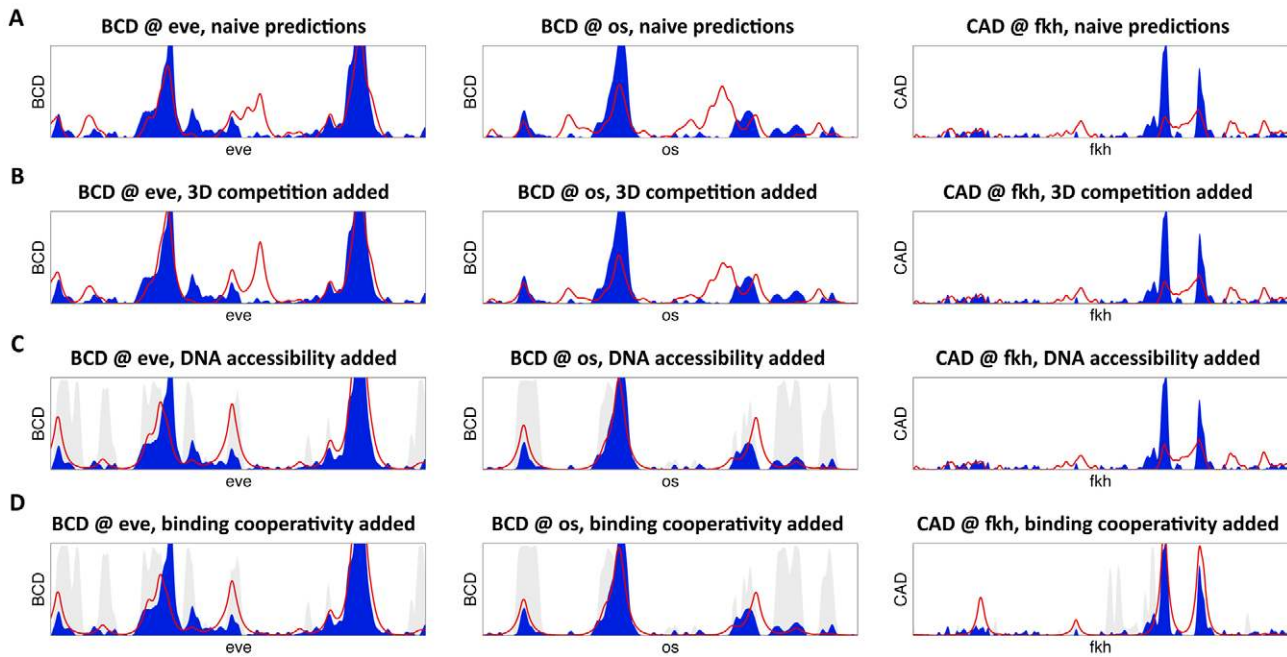 A
BCD @ eve, naive predictions
BCD @ os, naive predictions
CAD @ fkh, naive predictions
BCD
BCD
CAD
eve
os
fkh
B
BCD @ eve, 3D competition added
BCD @ os, 3D competition added
CAD @ fkh, 3D competition added
BCD
BCD
CAD
eve
os
fkh
C
BCD @ eve, DNA accessibility added
BCD @ os, DNA accessibility added
CAD @ fkh, DNA accessibility added
BCD
BCD
CAD
eve
os
fkh
D
BCD @ eve, binding cooperativity added
BCD @ os, binding cooperativity added
CAD @ fkh, binding cooperativity added
BCD
BCD
CAD
eve
os
fkh